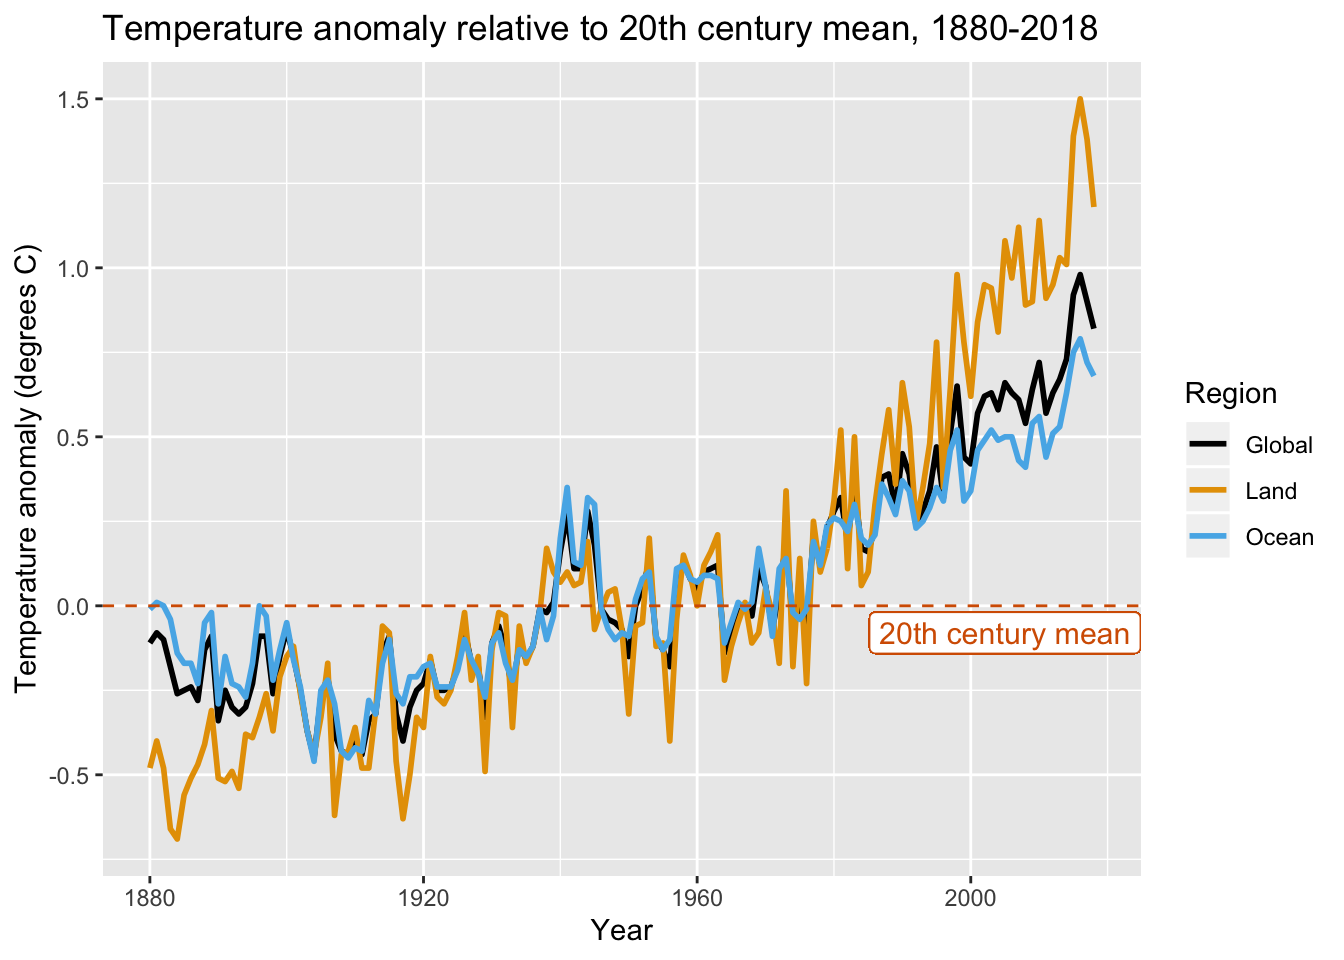 Temperature anomaly relative to 20th century mean, 1880-2018
Temperature anomaly (degrees C)
1.5
1.0
0.5
0.0
-0.5
20th century mean
1880 1920 1960 2000
Year
Region
Global
Land
Ocean